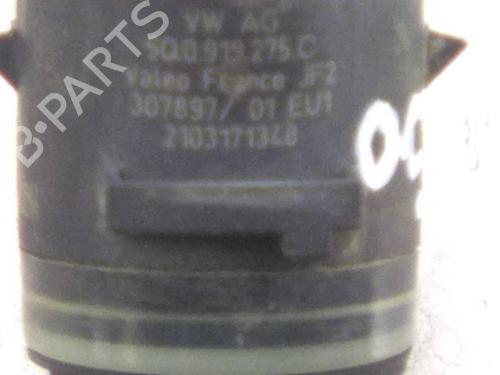 VW AG
5Q0.919.275.C
Valeo France JF2
307897/ 01 EU1
2103171348
B-PARTS